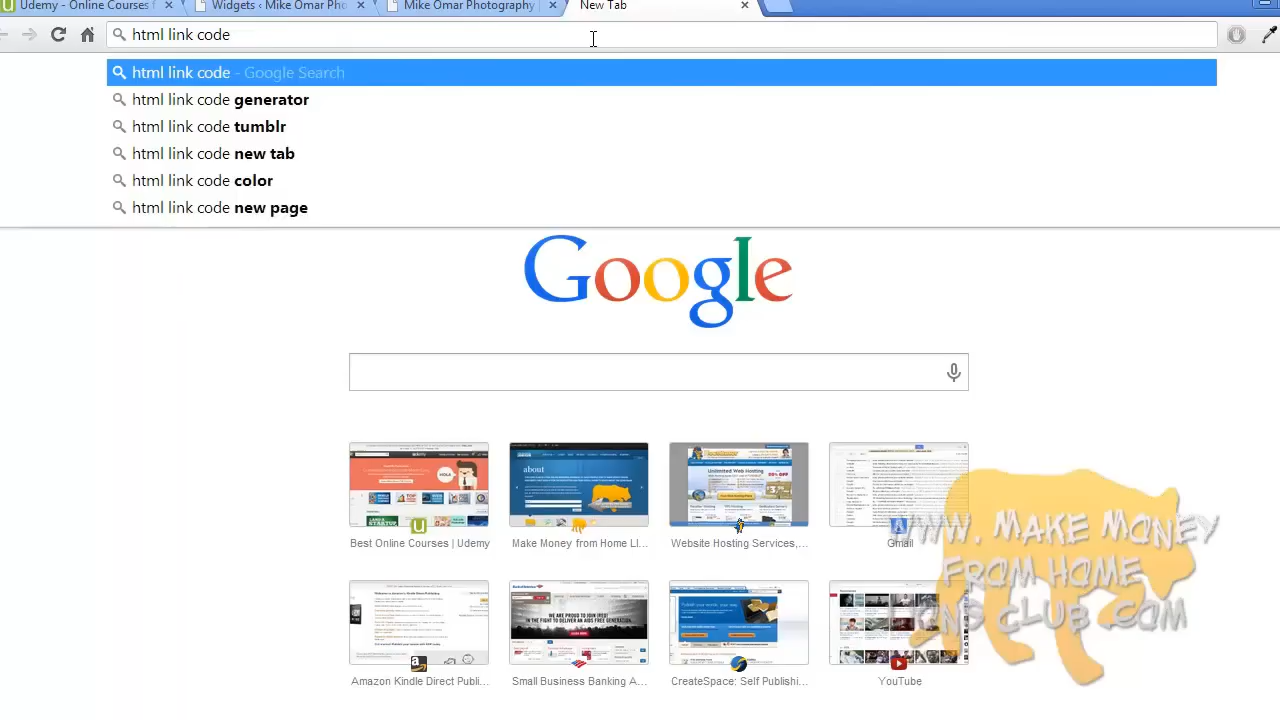 Udemy - Online Courses f
Widgets ‹ Mike Omar Pho
Mike Omar Photography
New Tab
html link code
html link code - Google Search
html link code generator
html link code tumblr
html link code new tab
html link code color
html link code new page
Google
about
Best Online Courses | Udemy
Make Money from Home LI...
Website Hosting Services,...
Gmail
WWW. MAKE MONEY
FROM HOME
LIONS CLUB.COM
Amazon Kindle Direct Publi...
Small Business Banking A...
CreateSpace: Self Publishi...
YouTube